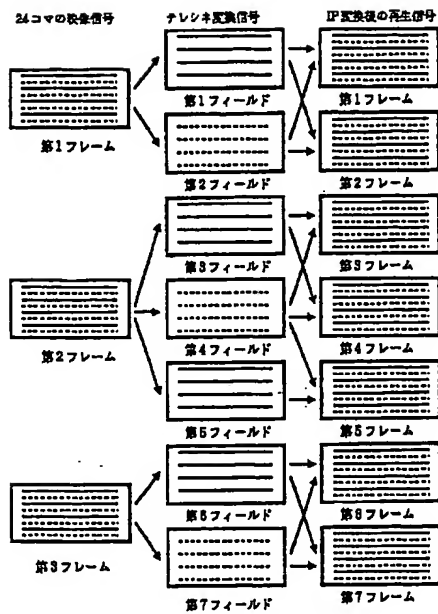 24コマの映像信号
テレシネ変換信号
IP変換後の再生信号
第1フィールド
第1フレーム
第1フレーム
第2フィールド
第2フレーム
第3フィールド
第3フレーム
第2フレーム
第4フィールド
第4フレーム
第5フィールド
第5フレーム
第6フィールド
第6フレーム
第3フレーム
第7フィールド
第7フレーム